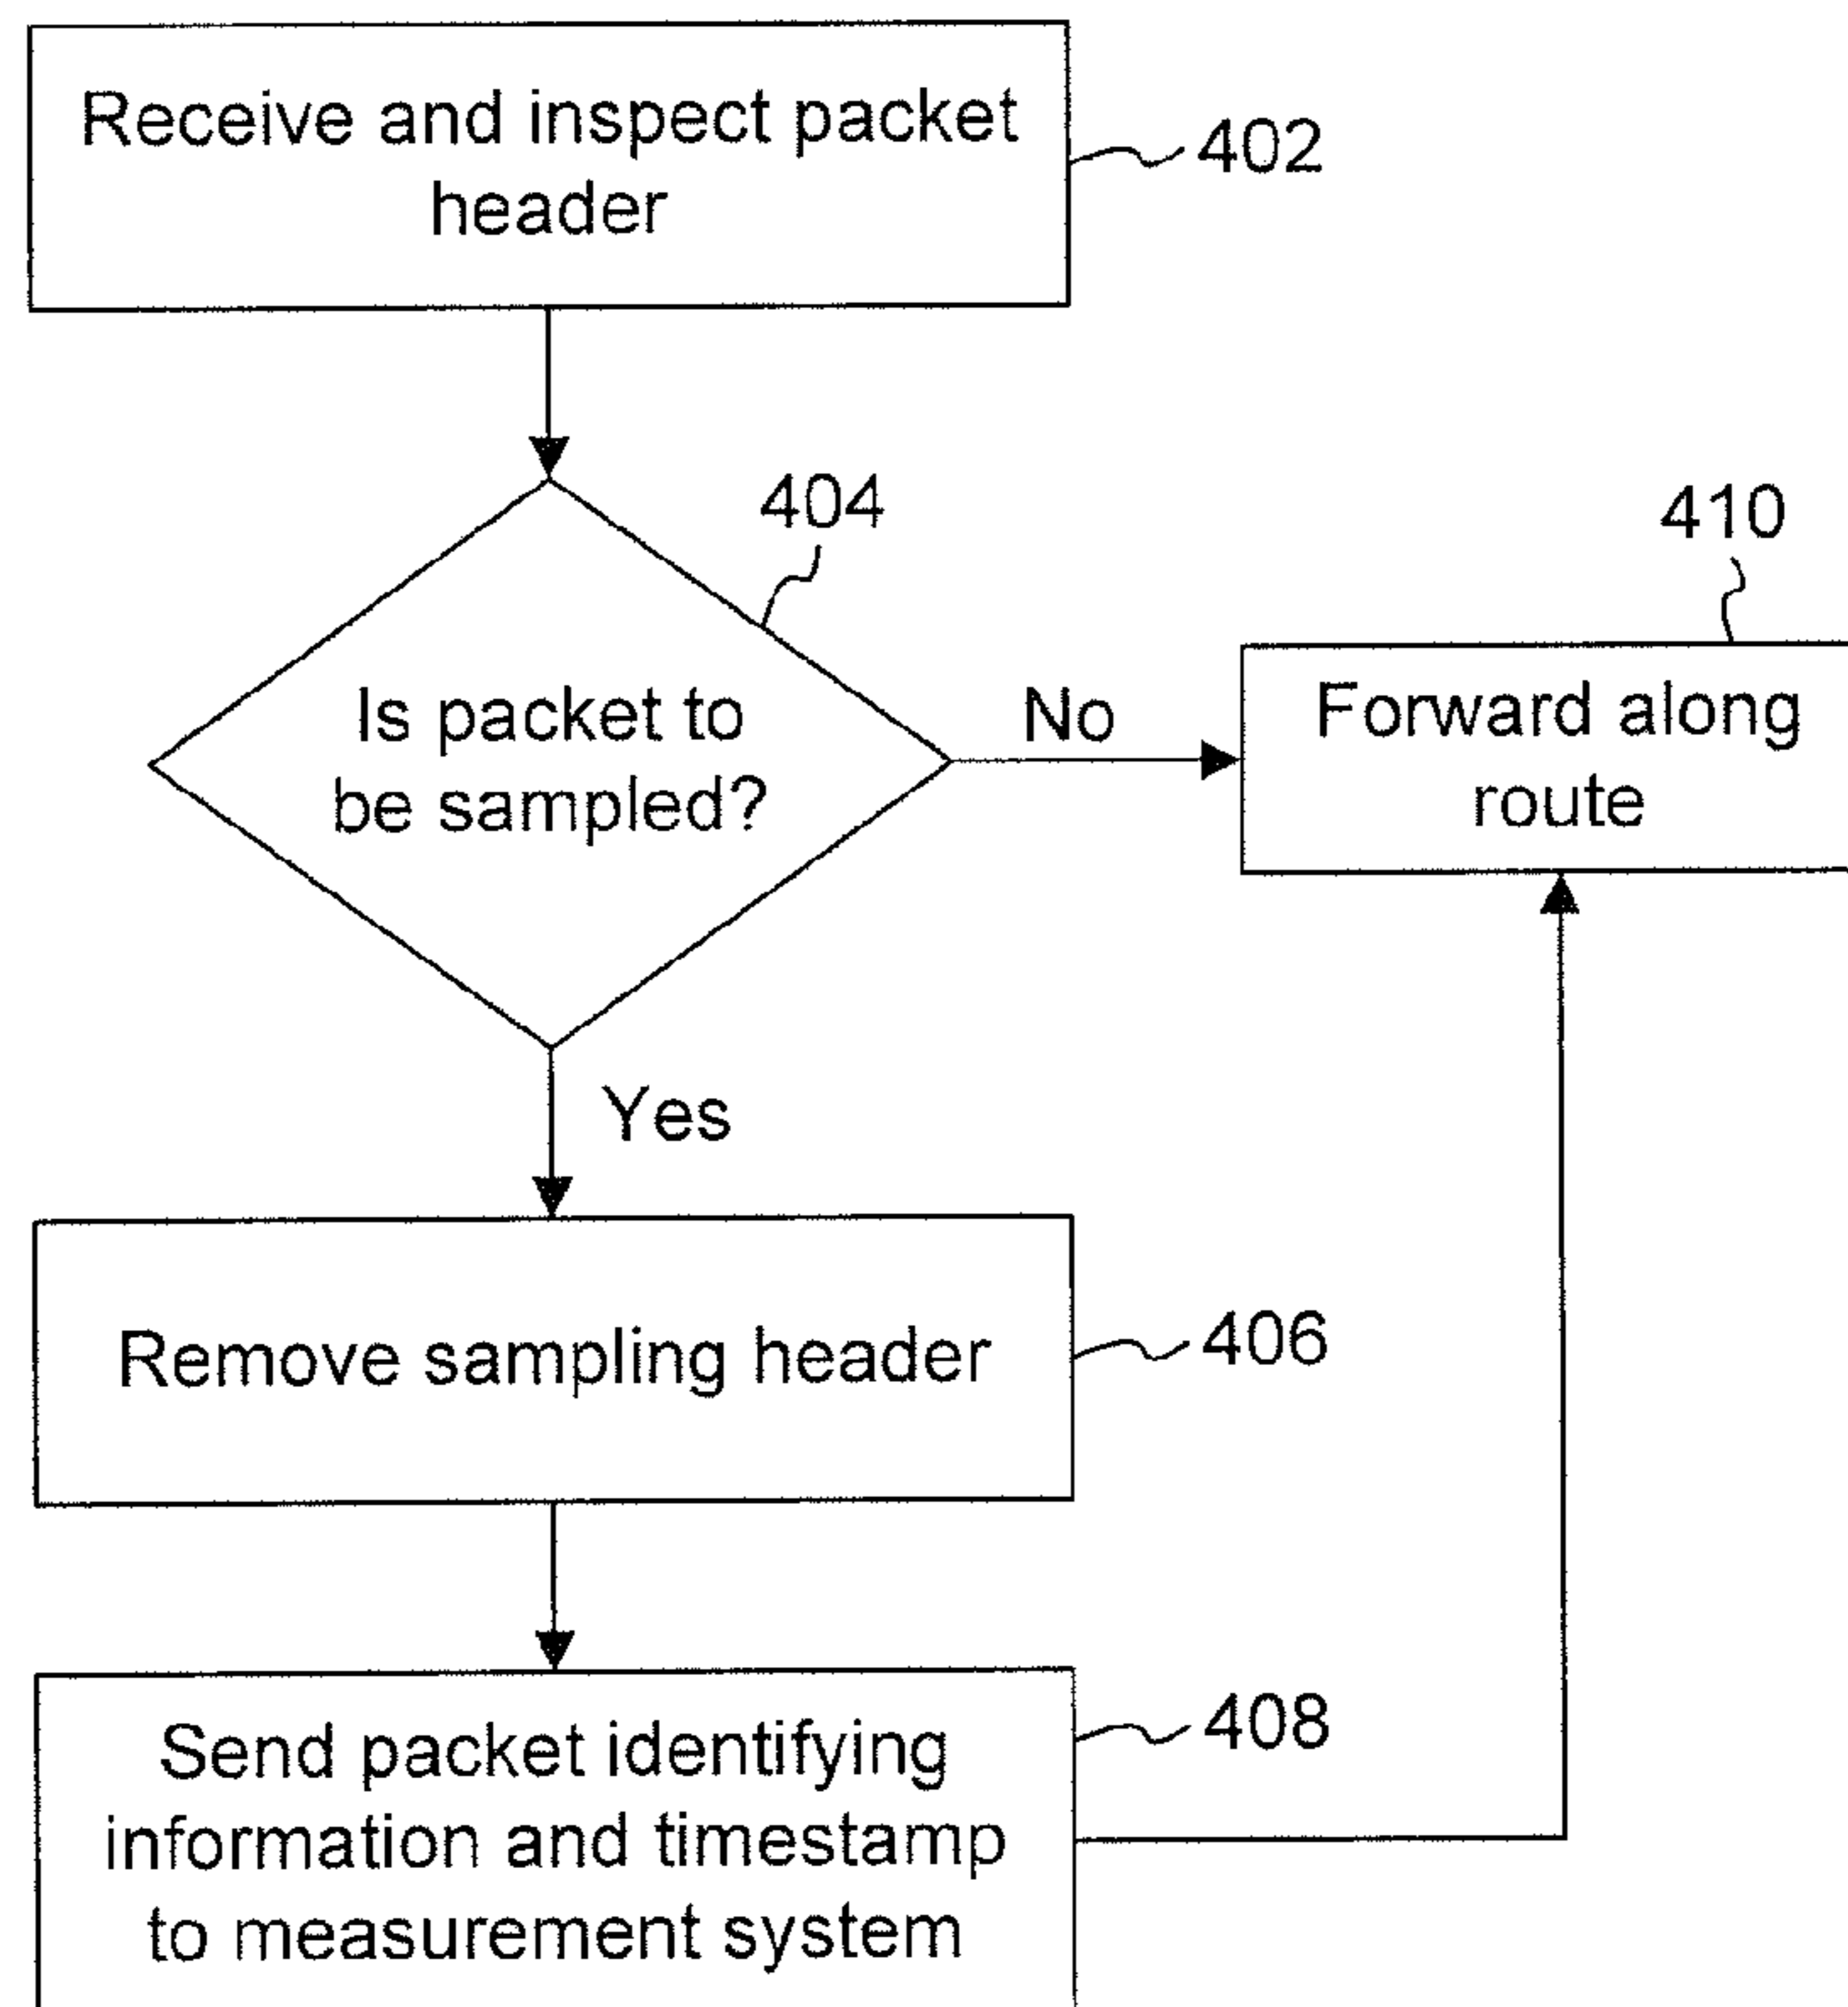 Receive and inspect packet
header
402
404
Is packet to
be sampled?
No
410
Forward along
route
Yes
Remove sampling header
406
Send packet identifying
information and timestamp
to measurement system
408